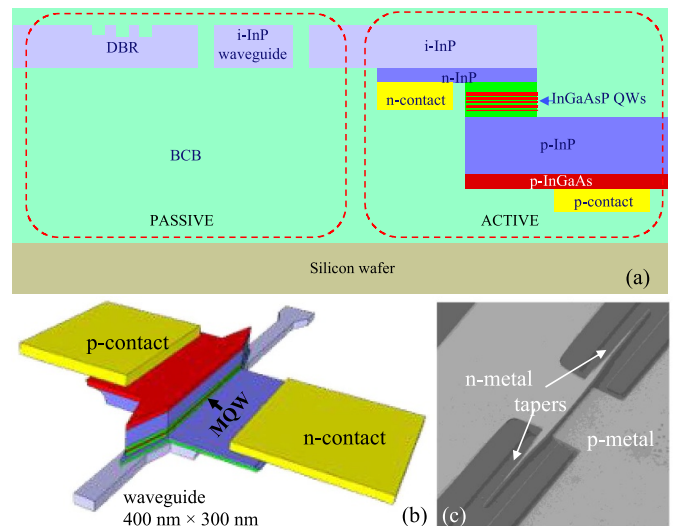 DBR
i-InP
waveguide
i-InP
n-InP
n-contact
InGaAsP QWs
p-InP
BCB
p-InGaAs
p-contact
PASSIVE
ACTIVE
Silicon wafer
(a)
p-contact
MQW
n-contact
waveguide
400 nm × 300 nm
(b)
n-metal
tapers
p-metal
(c)